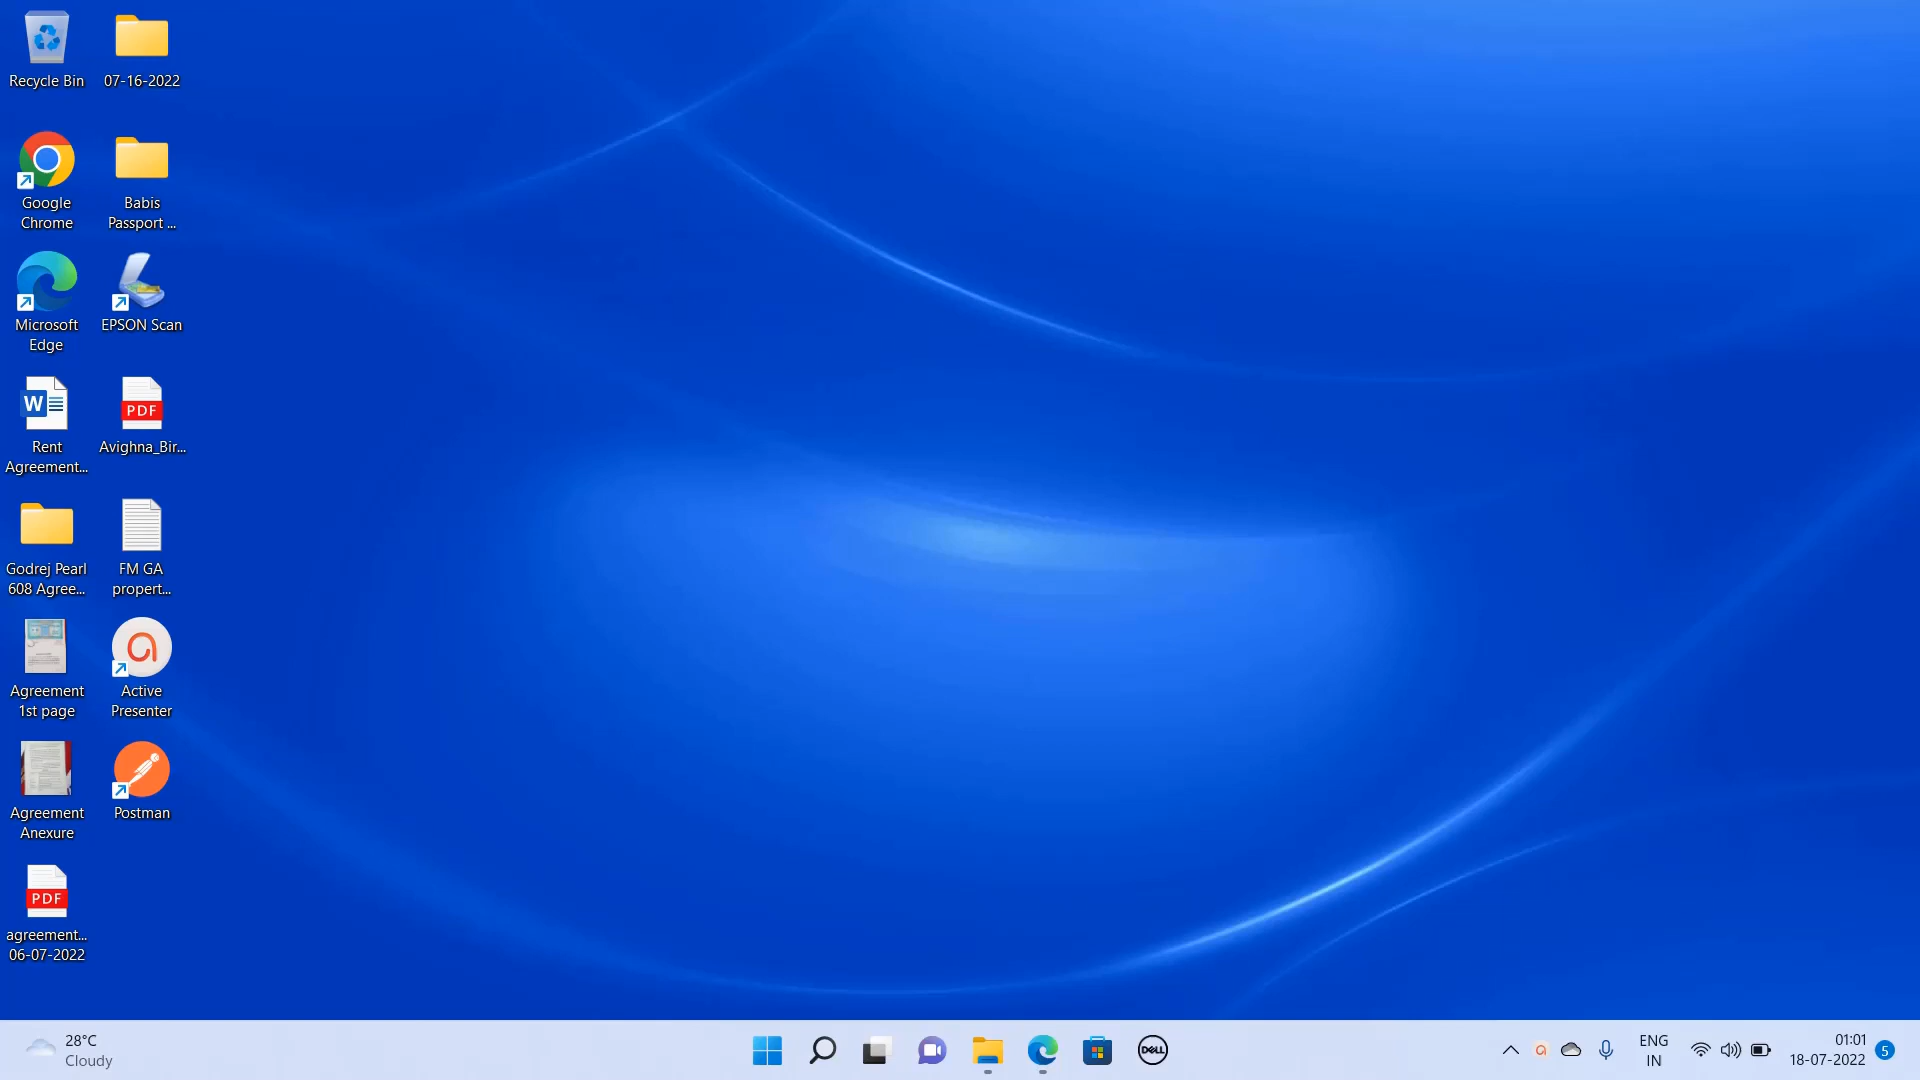 Recycle Bin
07-16-2022
Google
Chrome
Babis
Passport ...
Microsoft
Edge
EPSON Scan
W
Rent
Agreement...
PDF
Avighna_Bir...
Godrej Pearl
608 Agree...
FM GA
propert...
Agreement
1st page
Active
Presenter
Agreement
Anexure
Postman
PDF
agreement...
06-07-2022
28°C
Cloudy
DELL
ENG
IN
01:01
18-07-2022
5